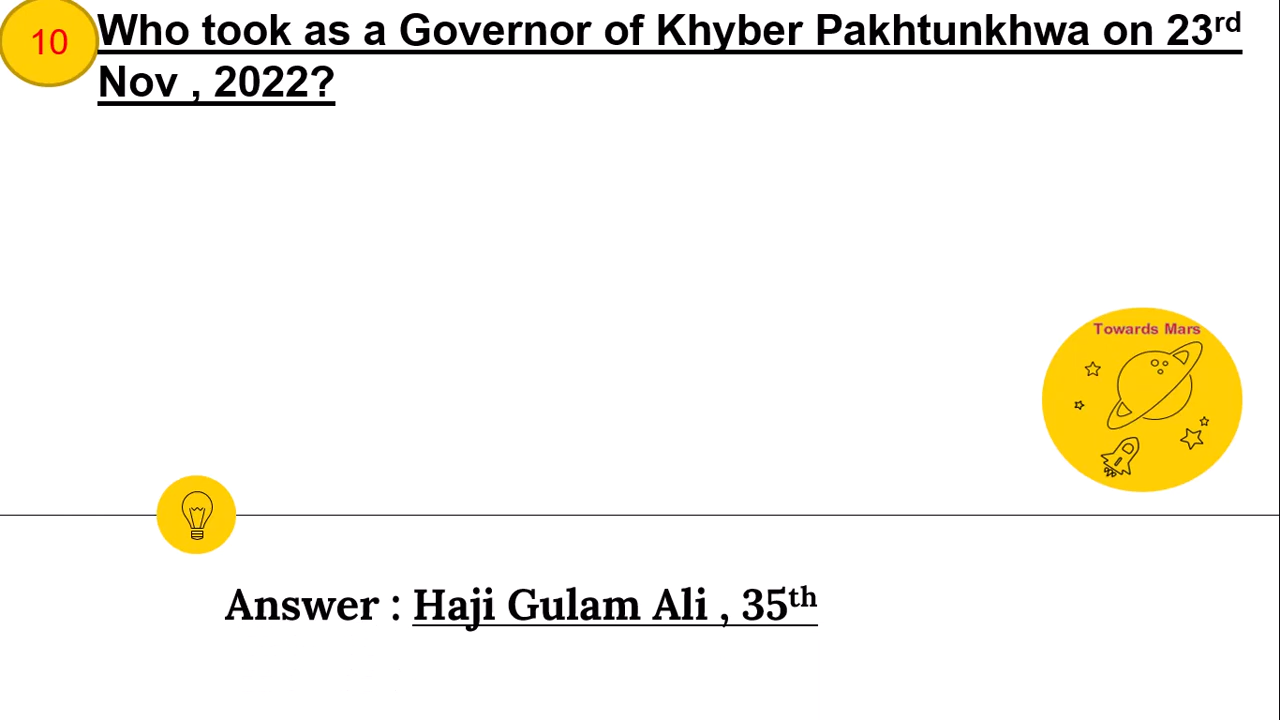 10
Who took as a Governor of Khyber Pakhtunkhwa on 23rd
Nov , 2022?
Towards Mars
Answer : Haji Gulam Ali , 35th